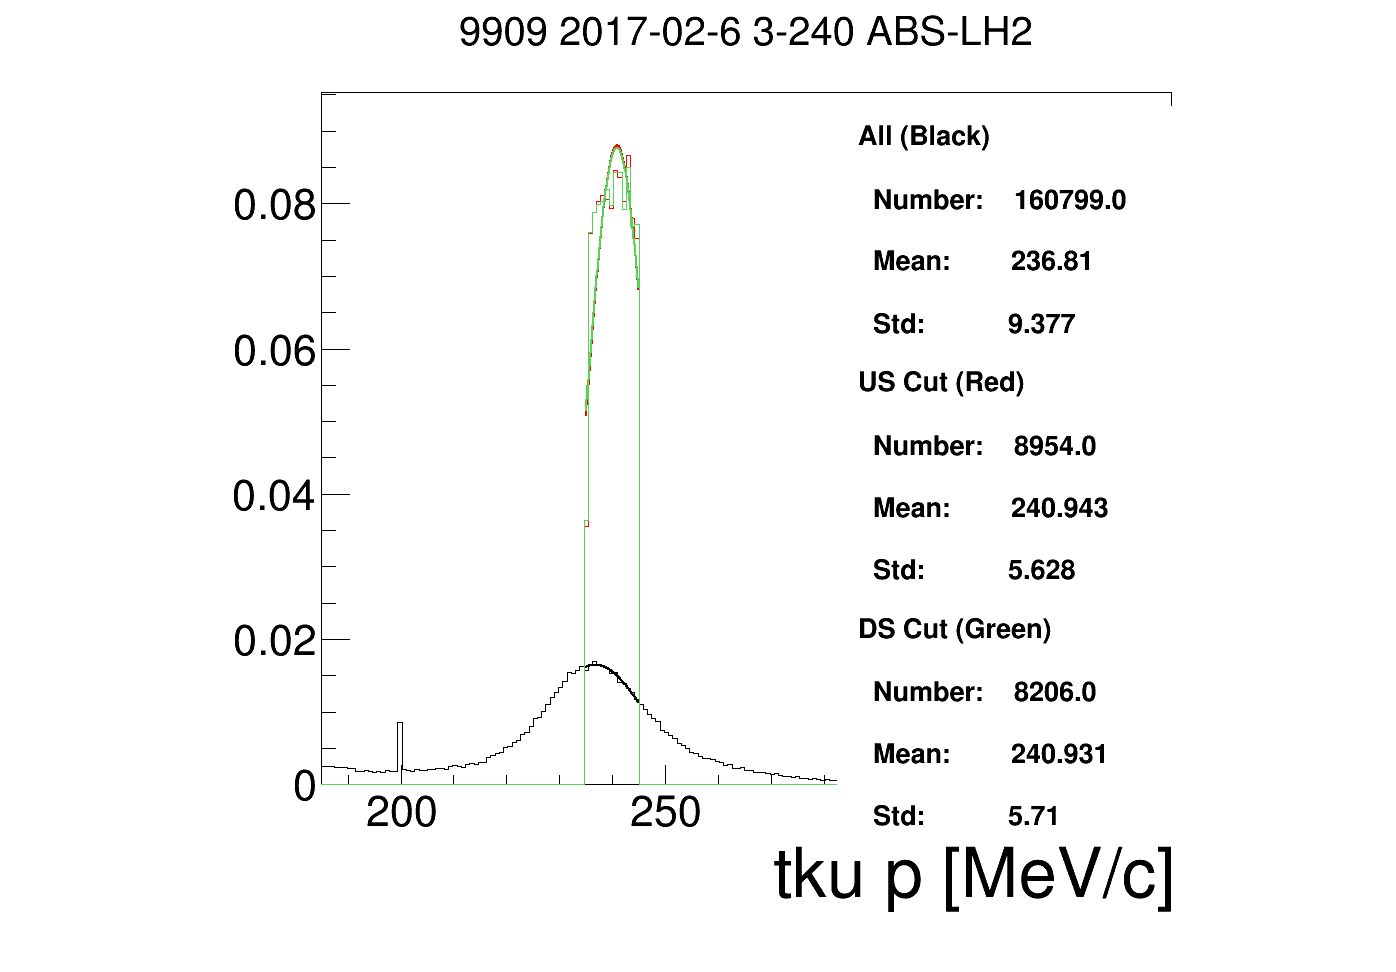 9909 2017-02-6 3-240 ABS-LH2
All (Black)
Number: 160799.0
Mean: 236.81
Std: 9.377
US Cut (Red)
Number: 8954.0
Mean: 240.943
Std: 5.628
DS Cut (Green)
Number: 8206.0
Mean: 240.931
Std: 5.71
0.08
0.06
0.04
0.02
0
200 250
tku p [MeV/c]